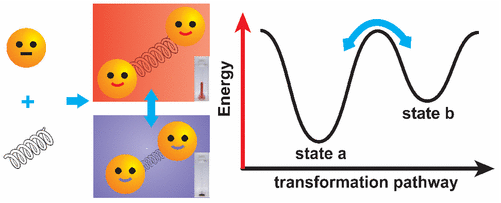 +
Energy
state a
state b
transformation pathway